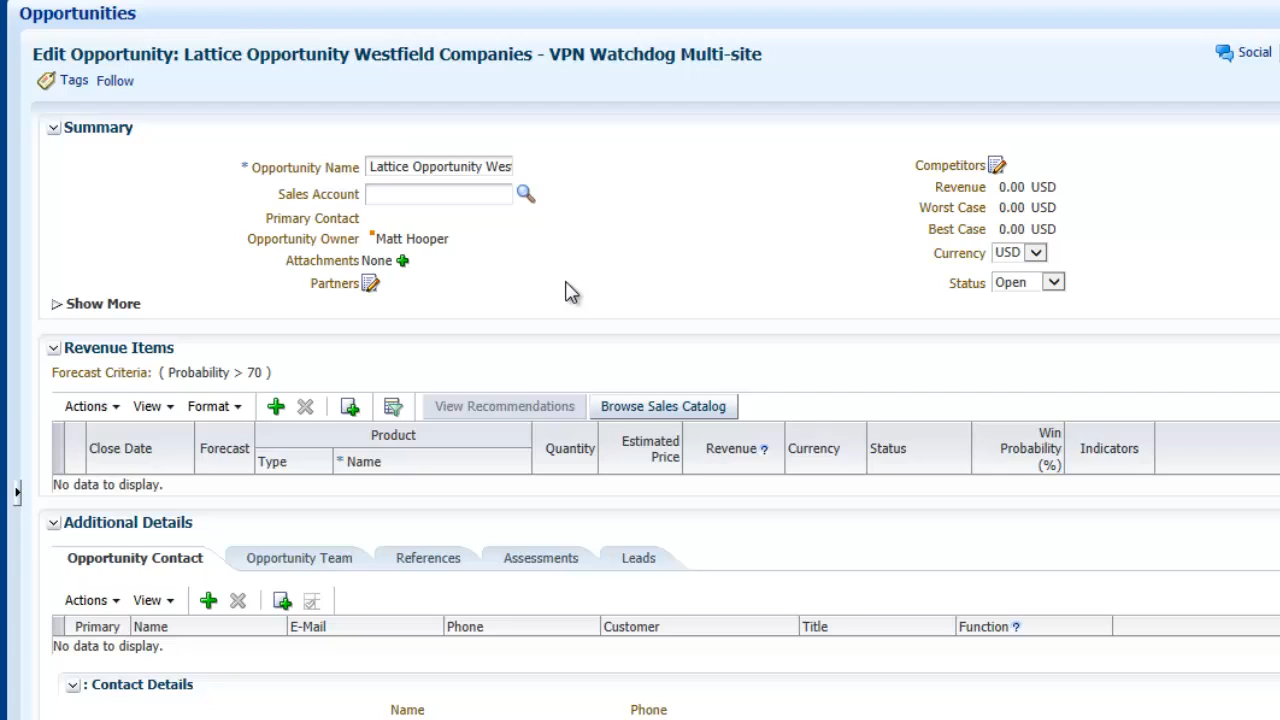 Opportunities
Edit Opportunity: Lattice Opportunity Westfield Companies - VPN Watchdog Multi-site
Social
Tags Follow
Summary
* Opportunity Name Lattice Opportunity Wes
Competitors
Sales Account
Revenue 0.00 USD
Primary Contact
Worst Case 0.00 USD
Opportunity Owner Matt Hooper
Best Case 0.00 USD
Attachments None
Currency USD
Partners
Status Open
Show More
Revenue Items
Forecast Criteria: ( Probability > 70 )
Actions View Format View Recommendations Browse Sales Catalog
Close Date Forecast Product Type * Name Quantity Estimated Price Revenue ? Currency Status Win Probability (%) Indicators
No data to display.
Additional Details
Opportunity Contact Opportunity Team References Assessments Leads
Actions View
Primary Name E-Mail Phone Customer Title Function ?
No data to display.
: Contact Details
Name Phone